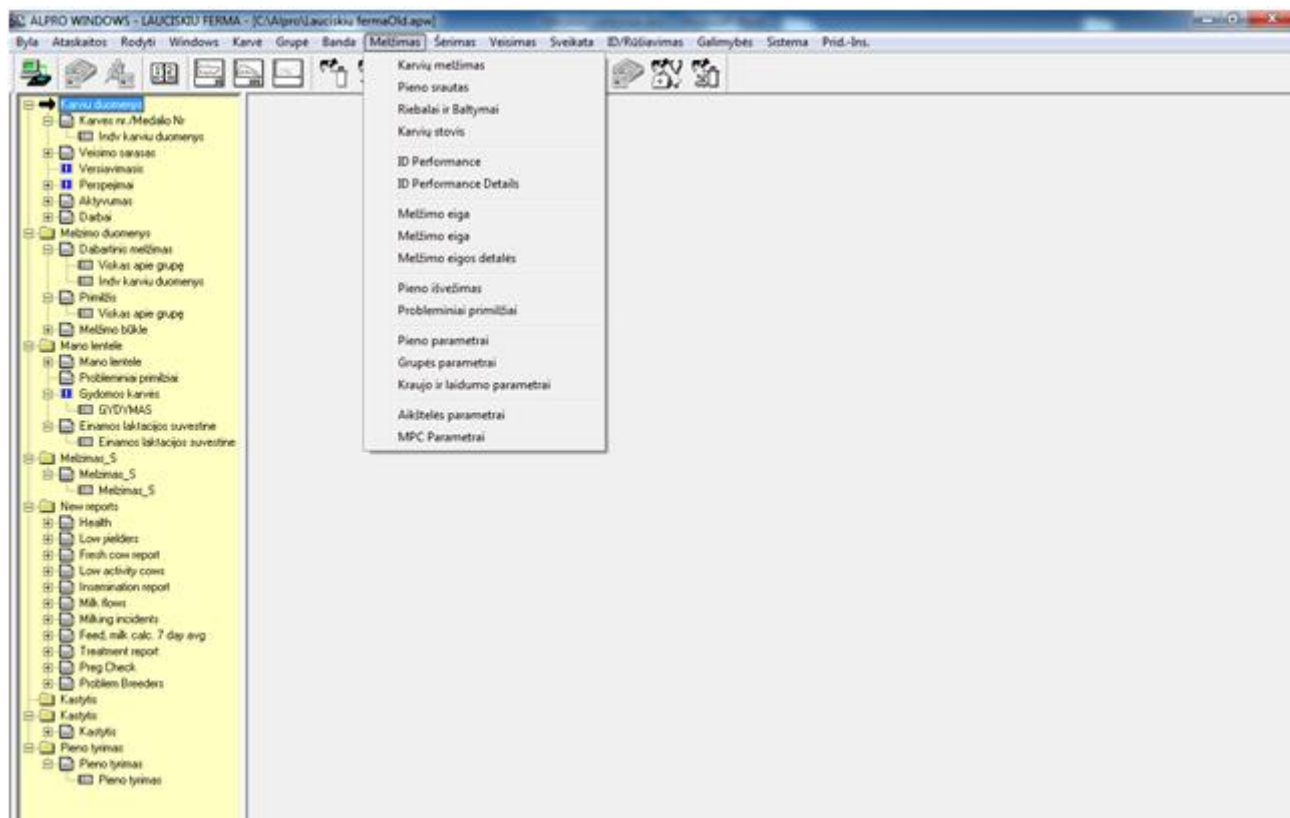 ALPRO WINDOWS - LAUCISKIU FERMA - [C:\Alpro\Lauciskiu fermaOld.apw]
Byla Ataskaitos Rodyti Windows Karvė Grupė Banda Melžimas Šėrimas Veisimas Sveikata ID/Rūšiavimas Galimybės Sistema Prid.-Ins.
Karvių melžimas
Pieno srautas
Riebalai ir Baltymai
Karvių stovis
ID Performance
ID Performance Details
Melžimo eiga
Melžimo eiga
Melžimo eigos detalės
Pieno išvežimas
Probleminiai primilžiai
Pieno parametrai
Grupės parametrai
Kraujo ir laidumo parametrai
Aikštelės parametrai
MPC Parametrai
Karviu duomenys
Karves nr./Medalo Nr
Indv karviu duomenys
Veisimo sarasas
Versiavimasis
Perspejimai
Aktyvumas
Darbai
Melzimo duomenys
Dabartinis melžimas
Viskas apie grupę
Indv karviu duomenys
Primilžis
Viskas apie grupę
Melžimo būkle
Mano lentele
Mano lentele
Probleminiai primilžiai
Gydomos karvės
GYDYMAS
Einamos laktacijos suvestine
Einamos laktacijos suvestine
Melzimas_S
Melzimas_S
Melzimas_S
New reports
Health
Low yielders
Fresh cow report
Low activity cows
Insemination report
Milk flows
Milking incidents
Feed, milk calc. 7 day avg
Treatment report
Preg Check
Problem Breeders
Kastytis
Kastytis
Kastytis
Pieno tyrimas
Pieno tyrimas
Pieno tyrimas